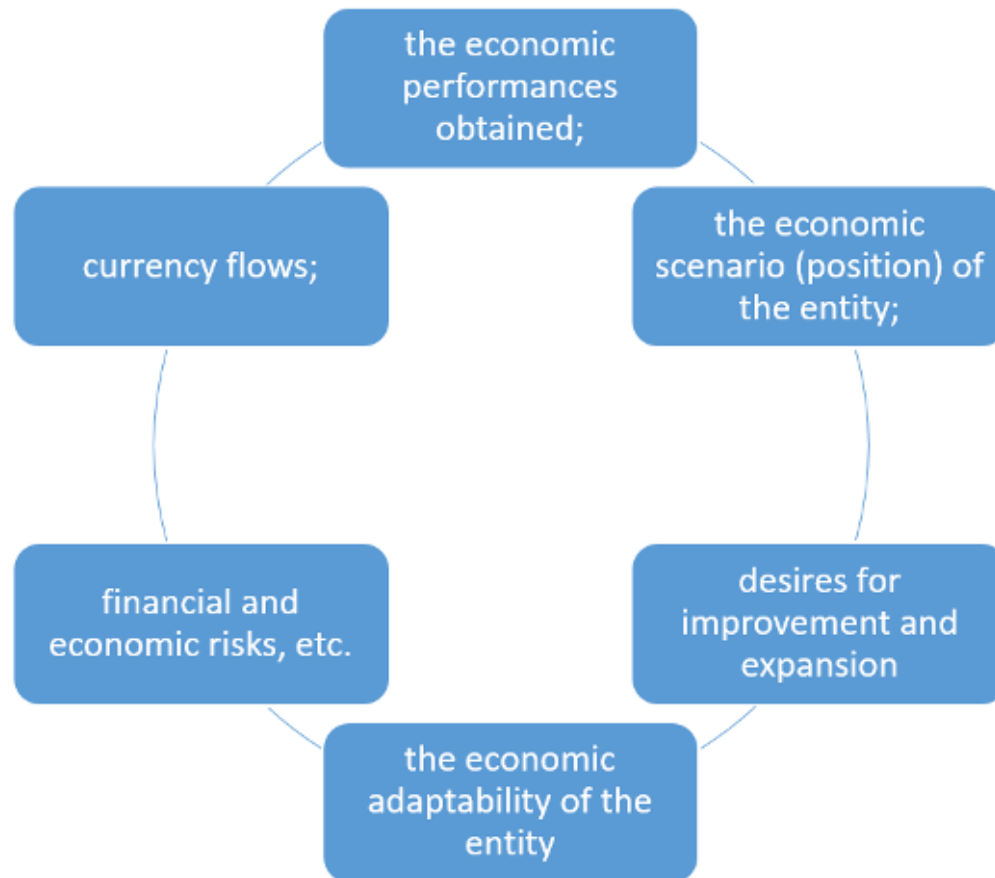 the economic
performances
obtained;
the economic
scenario (position) of
the entity;
desires for
improvement and
expansion
the economic
adaptability of the
entity
financial and
economic risks, etc.
currency flows;